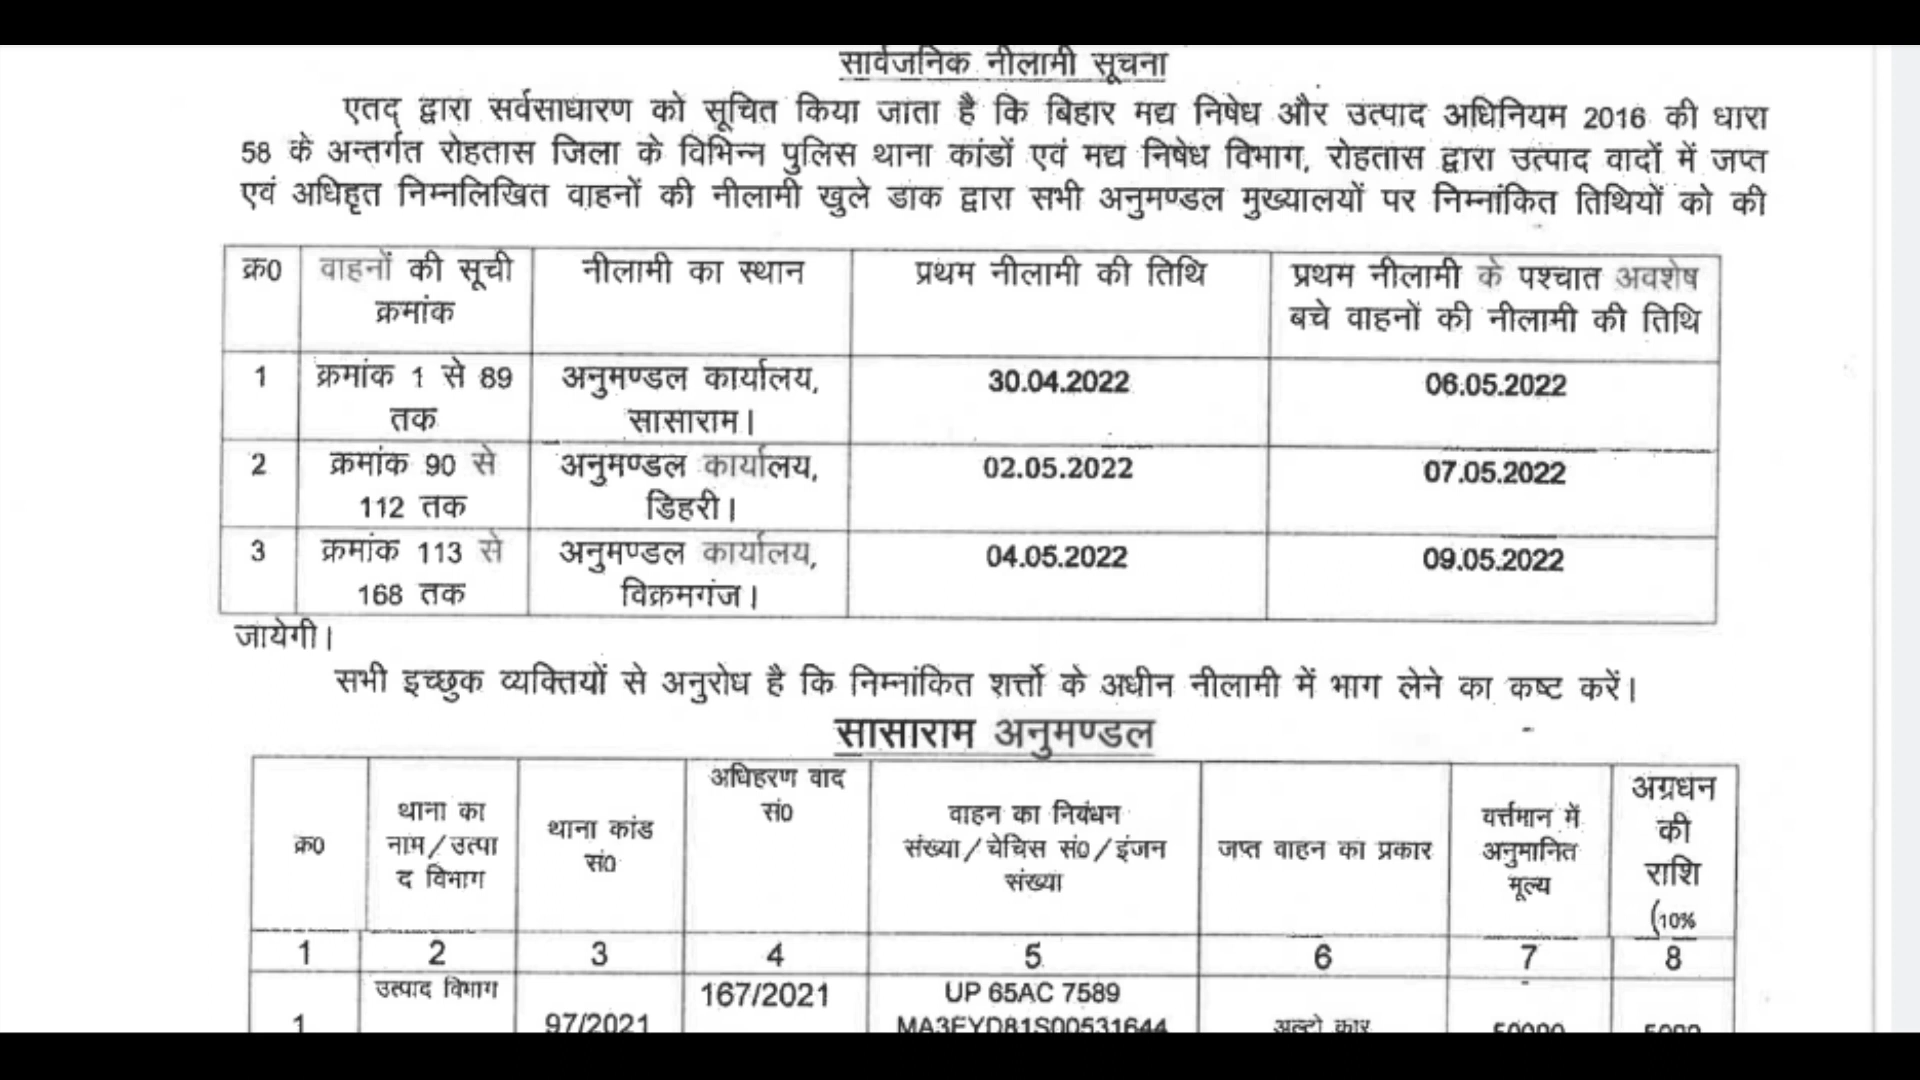 सार्वजनिक नीलामी सूचना
एतद् द्वारा सर्वसाधारण को सूचित किया जाता है कि बिहार मद्य निषेध और उत्पाद अधिनियम 2016 की धारा
58 के अन्तर्गत रोहतास जिला के विभिन्न पुलिस थाना कांडों एवं मद्य निषेध विभाग, रोहतास द्वारा उत्पाद वादों में जप्त
एवं अधिहृत निम्नलिखित वाहनों की नीलामी खुले डाक द्वारा सभी अनुमण्डल मुख्यालयों पर निम्नांकित तिथियों को की
क्र0 वाहनों की सूची नीलामी का स्थान प्रथम नीलामी की तिथि प्रथम नीलामी के पश्चात अवशेष
क्रमांक बचे वाहनों की नीलामी की तिथि
1 क्रमांक 1 से 89 अनुमण्डल कार्यालय, 30.04.2022 06.05.2022
तक सासाराम।
2 क्रमांक 90 से अनुमण्डल कार्यालय, 02.05.2022 07.05.2022
112 तक डिहरी।
3 क्रमांक 113 से अनुमण्डल कार्यालय, 04.05.2022 09.05.2022
168 तक विक्रमगंज।
जायेगी।
सभी इच्छुक व्यक्तियों से अनुरोध है कि निम्नांकित शर्त्तो के अधीन नीलामी में भाग लेने का कष्ट करें।
सासाराम अनुमण्डल
क्र0
थाना का
नाम/उत्पा
द विभाग
थाना कांड
सं0
अधिहरण वाद
सं0
वाहन का निवंधन
संख्या/चेचिस सं0/इंजन
संख्या
जप्त वाहन का प्रकार
वर्त्तमान में
अनुमानित
मूल्य
अग्रधन
की
राशि
(10%
1 2 3 4 5 6 7 8
1
उत्पाद विभाग
97/2021
167/2021
UP 65AC 7589
MA3EYD81S00531644
अल्टो कार
50000
5000